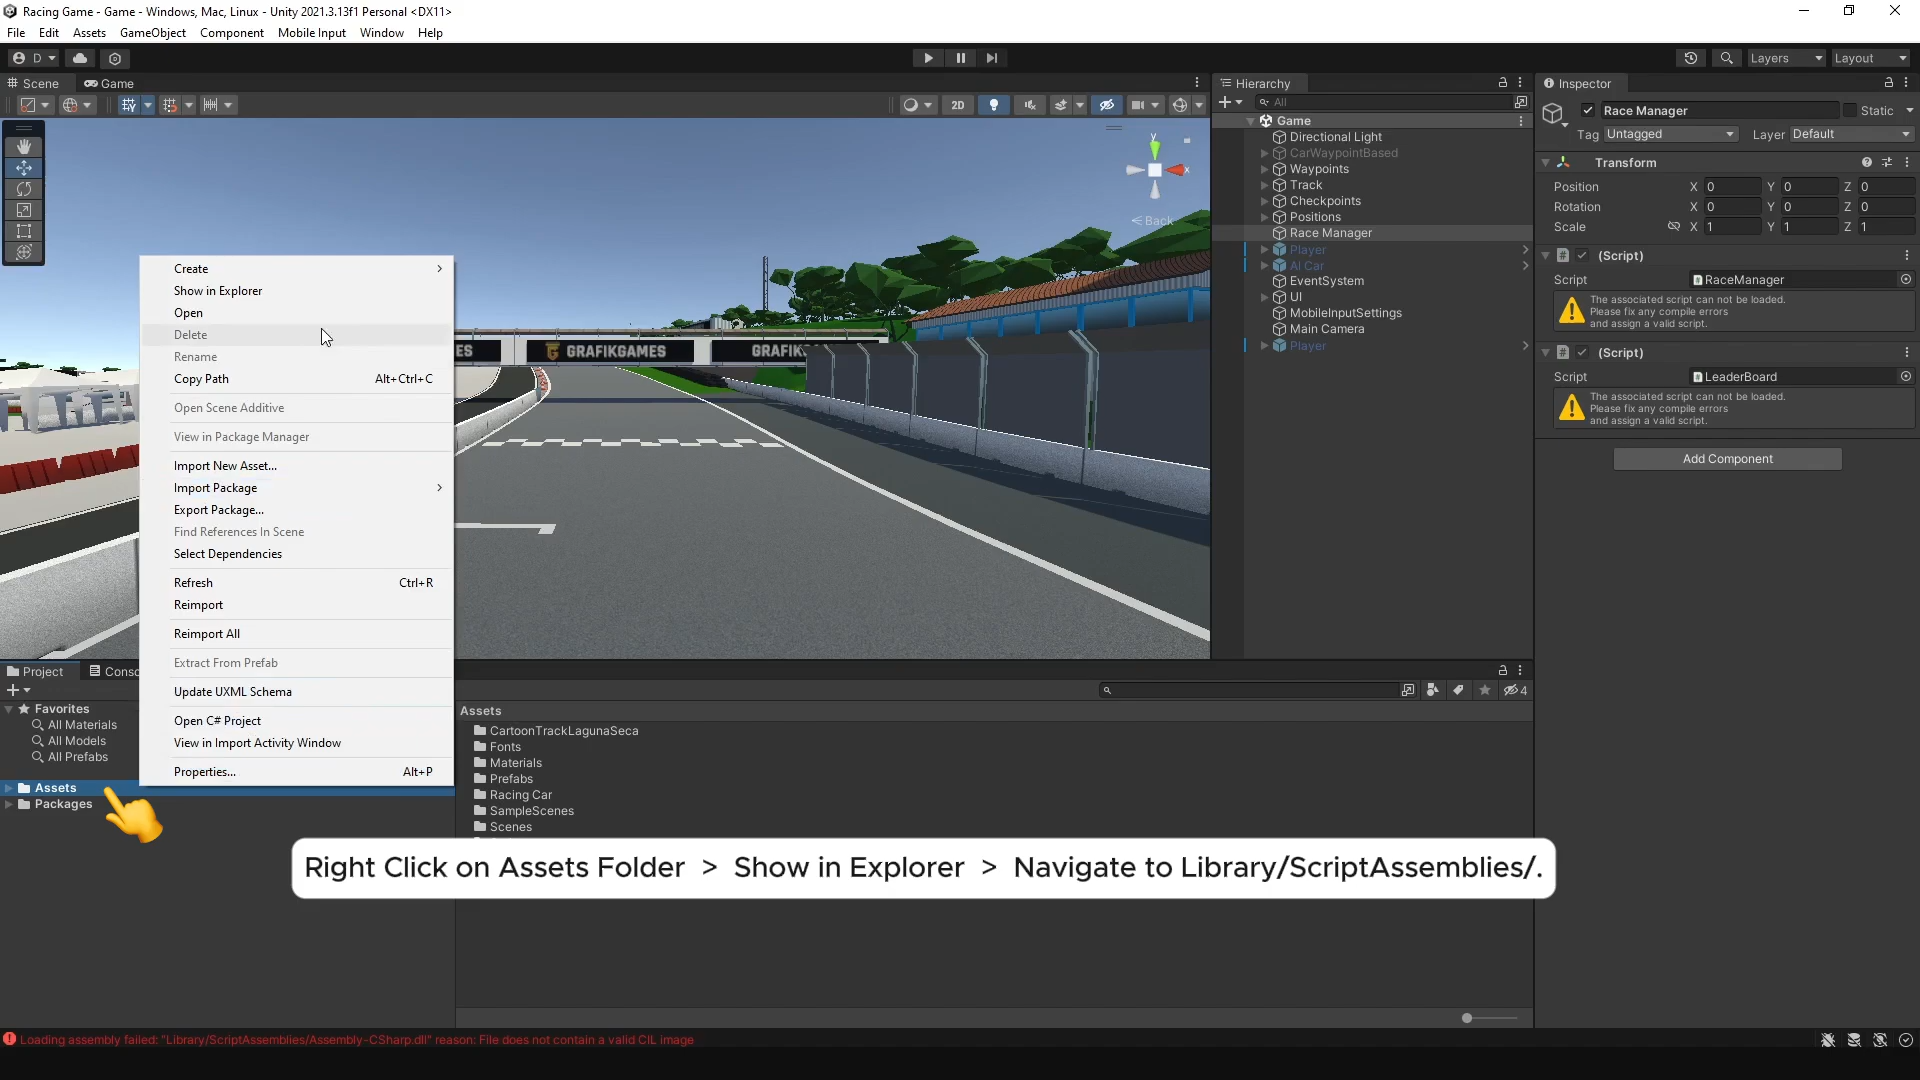 Racing Game - Game - Windows, Mac, Linux - Unity 2021.3.13f1 Personal <DX11>
File Edit Assets GameObject Component Mobile Input Window Help
D
Layers
Layout
Scene
Game
2D
y
x
Back
ES
GRAFIKGAMES
Create
Show in Explorer
Open
Delete
Rename
Copy Path Alt+Ctrl+C
Open Scene Additive
View in Package Manager
Import New Asset...
Import Package
Export Package...
Find References In Scene
Select Dependencies
Refresh Ctrl+R
Reimport
Reimport All
Extract From Prefab
Update UXML Schema
Open C# Project
View in Import Activity Window
Properties... Alt+P
Hierarchy
All
Game
Directional Light
CarWaypointBased
Waypoints
Track
Checkpoints
Positions
Race Manager
Player
AI Car
EventSystem
UI
MobileInputSettings
Main Camera
Player
Inspector
Race Manager
Static
Tag Untagged Layer Default
Transform
Position X 0 Y 0 Z 0
Rotation X 0 Y 0 Z 0
Scale X 1 Y 1 Z 1
# (Script)
Script RaceManager
The associated script can not be loaded.
Please fix any compile errors
and assign a valid script.
# (Script)
Script LeaderBoard
The associated script can not be loaded.
Please fix any compile errors
and assign a valid script.
Add Component
Project
4
Favorites
All Materials
All Models
All Prefabs
Assets
Packages
Assets
CartoonTrackLagunaSeca
Fonts
Materials
Prefabs
Racing Car
SampleScenes
Scenes
Right Click on Assets Folder > Show in Explorer > Navigate to Library/ScriptAssemblies/.
Loading assembly failed: "Library/ScriptAssemblies/Assembly-CSharp.dll" reason: File does not contain a valid CIL image